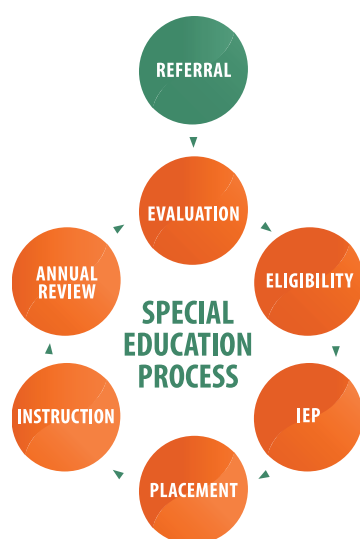 REFERRAL
EVALUATION
ELIGIBILITY
IEP
PLACEMENT
INSTRUCTION
ANNUAL
REVIEW
SPECIAL
EDUCATION
PROCESS